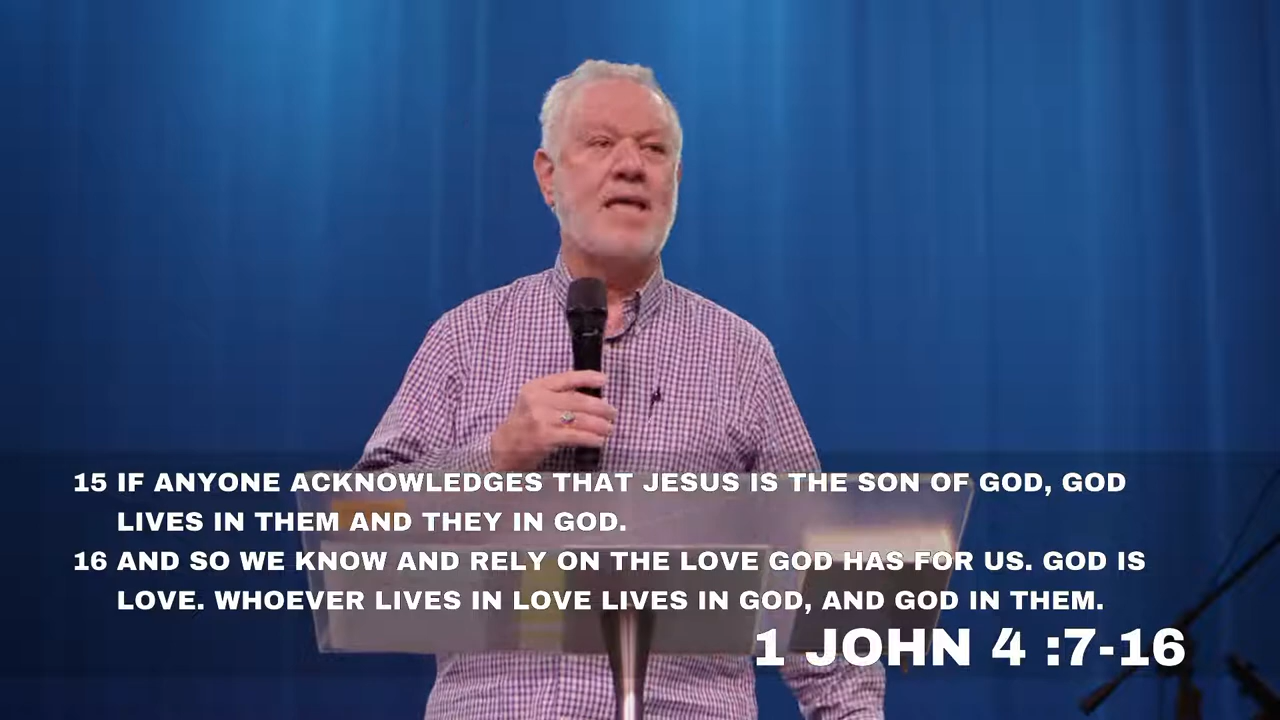 15 IF ANYONE ACKNOWLEDGES THAT JESUS IS THE SON OF GOD, GOD
LIVES IN THEM AND THEY IN GOD.
16 AND SO WE KNOW AND RELY ON THE LOVE GOD HAS FOR US. GOD IS
LOVE. WHOEVER LIVES IN LOVE LIVES IN GOD, AND GOD IN THEM.
1 JOHN 4 :7-16